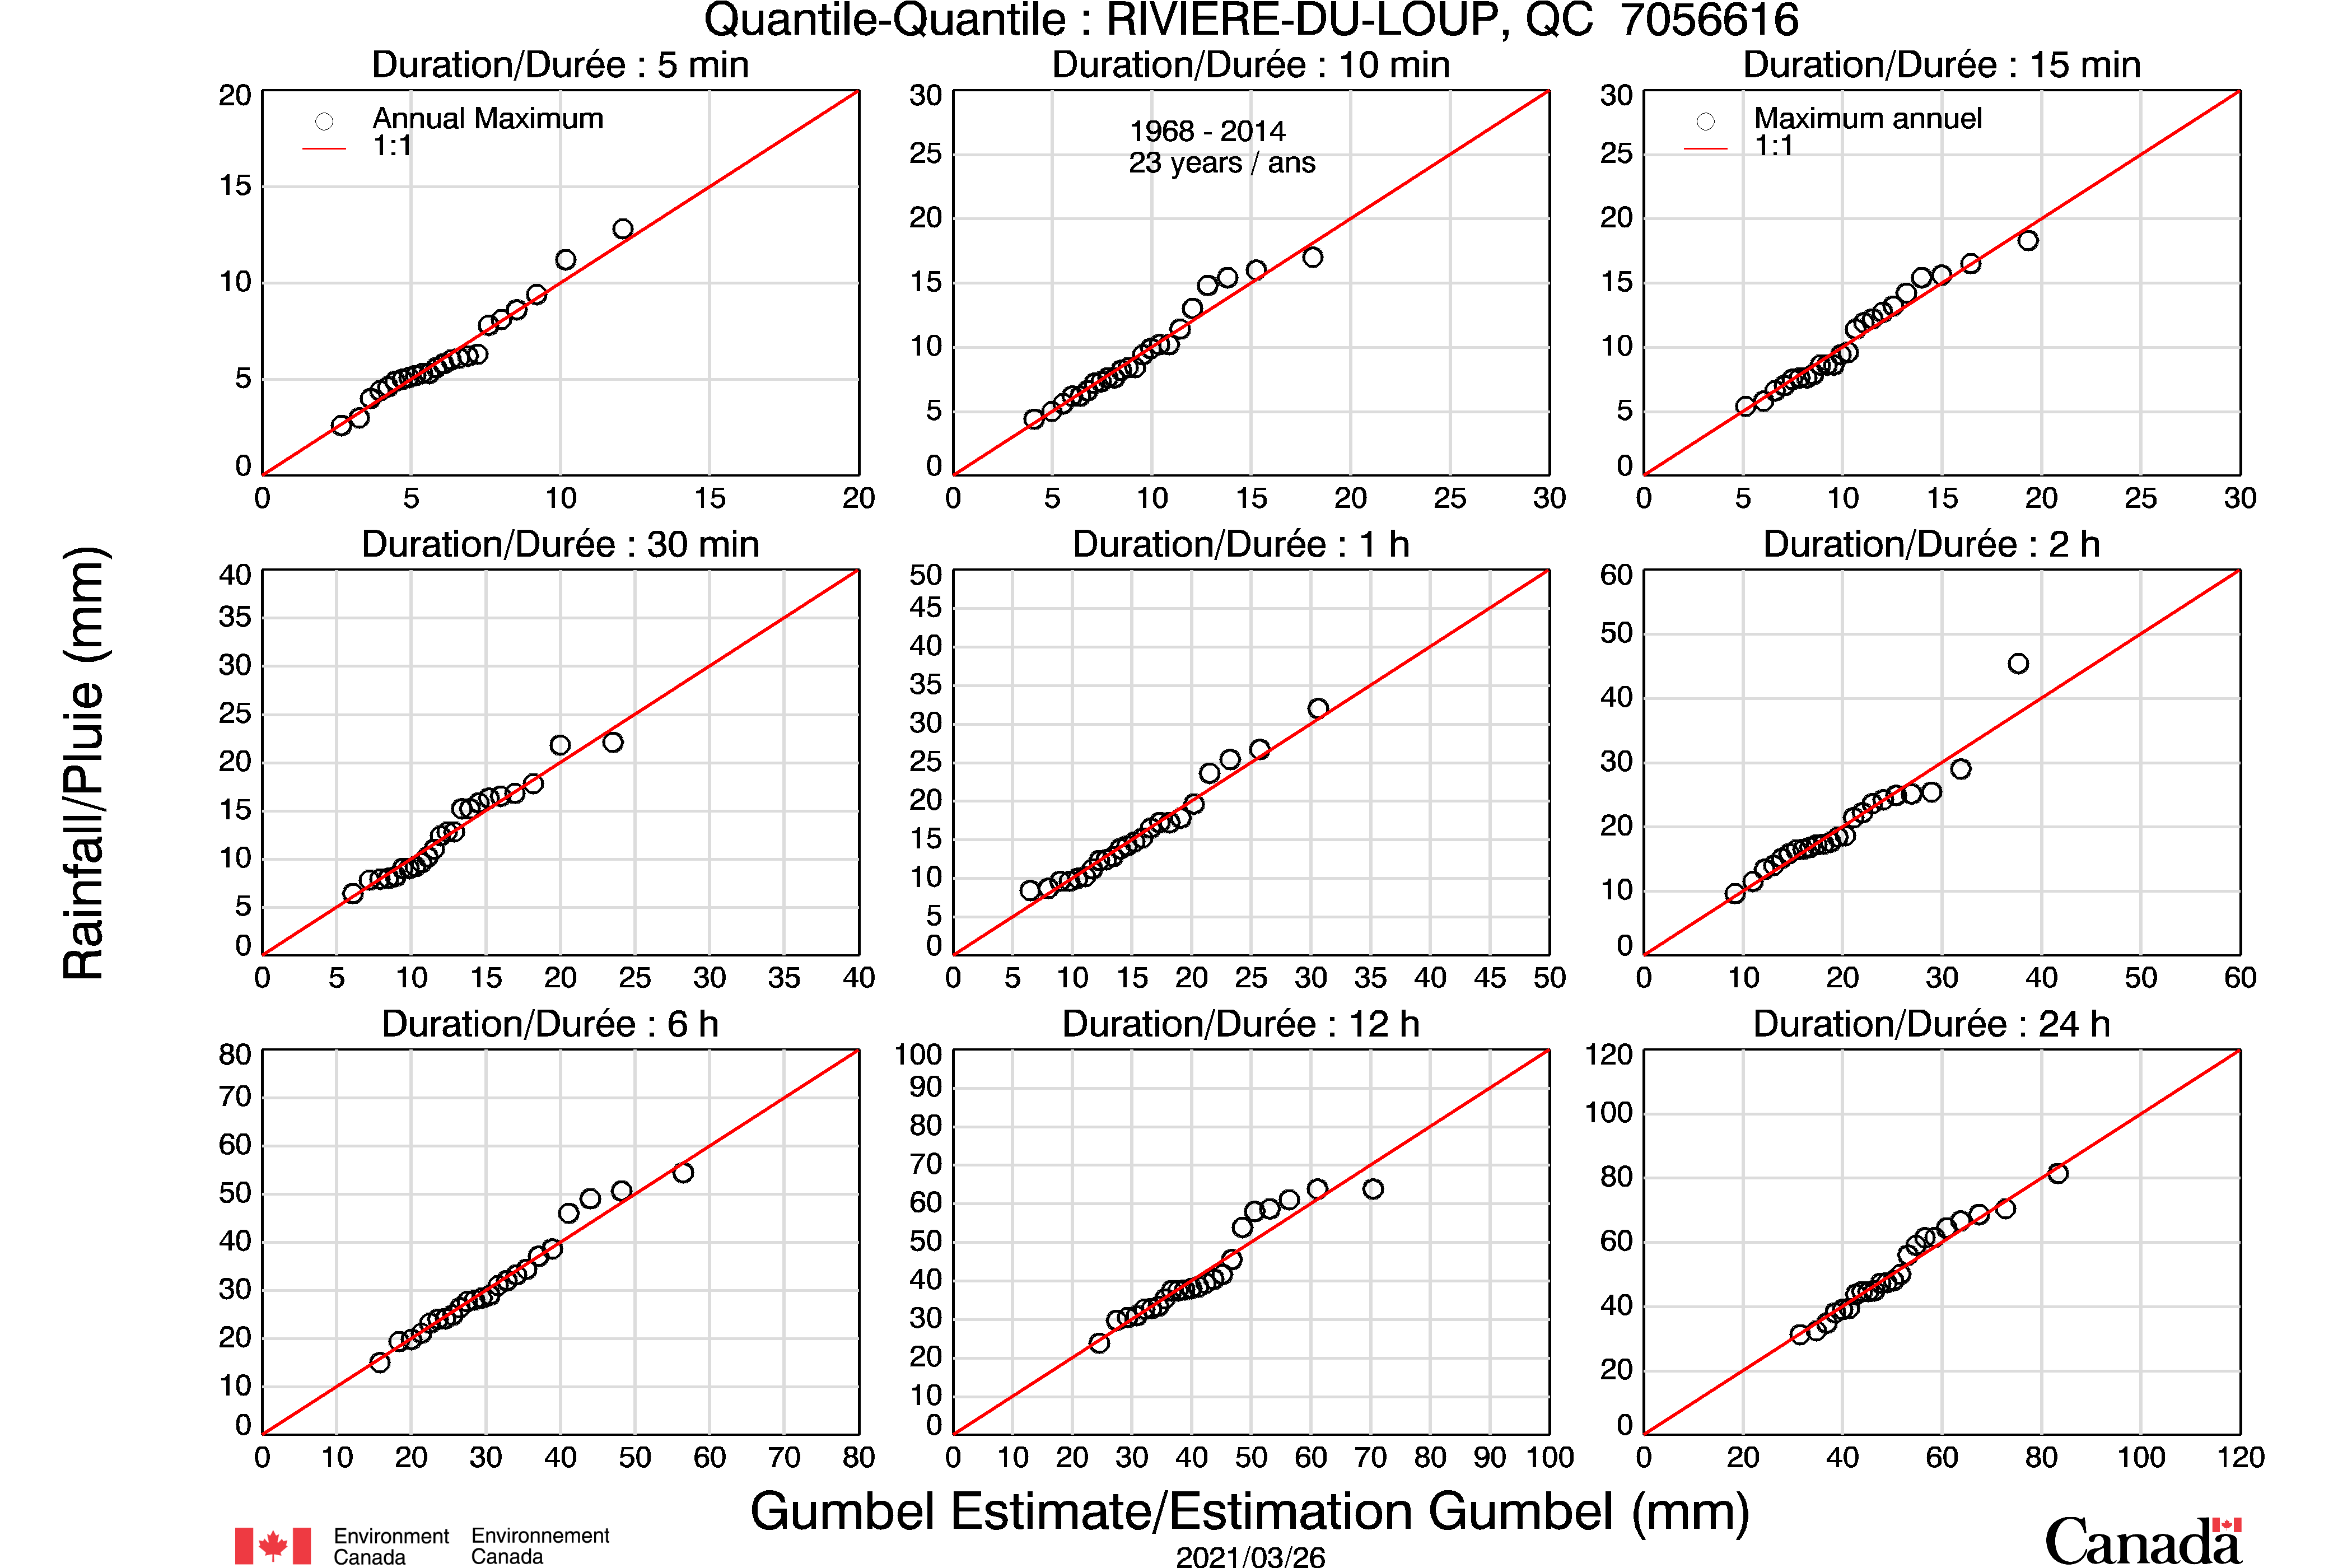 Quantile-Quantile : RIVIERE-DU-LOUP, QC 7056616
Duration/Durée : 5 min
20
15
10
5
0
0 5 10 15 20
Annual Maximum
1:1
Duration/Durée : 10 min
30
25
20
15
10
5
0
0 5 10 15 20 25 30
1968 - 2014
23 years / ans
Duration/Durée : 15 min
30
25
20
15
10
5
0
0 5 10 15 20 25 30
Maximum annuel
1:1
Rainfall/Pluie (mm)
Duration/Durée : 30 min
40
35
30
25
20
15
10
5
0
0 5 10 15 20 25 30 35 40
Duration/Durée : 1 h
50
45
40
35
30
25
20
15
10
5
0
0 5 10 15 20 25 30 35 40 45 50
Duration/Durée : 2 h
60
50
40
30
20
10
0
0 10 20 30 40 50 60
Duration/Durée : 6 h
80
70
60
50
40
30
20
10
0
0 10 20 30 40 50 60 70 80
Duration/Durée : 12 h
100
90
80
70
60
50
40
30
20
10
0
0 10 20 30 40 50 60 70 80 90 100
Duration/Durée : 24 h
120
100
80
60
40
20
0
0 20 40 60 80 100 120
Gumbel Estimate/Estimation Gumbel (mm)
Environment Canada
Environnement Canada
2021/03/26
Canada